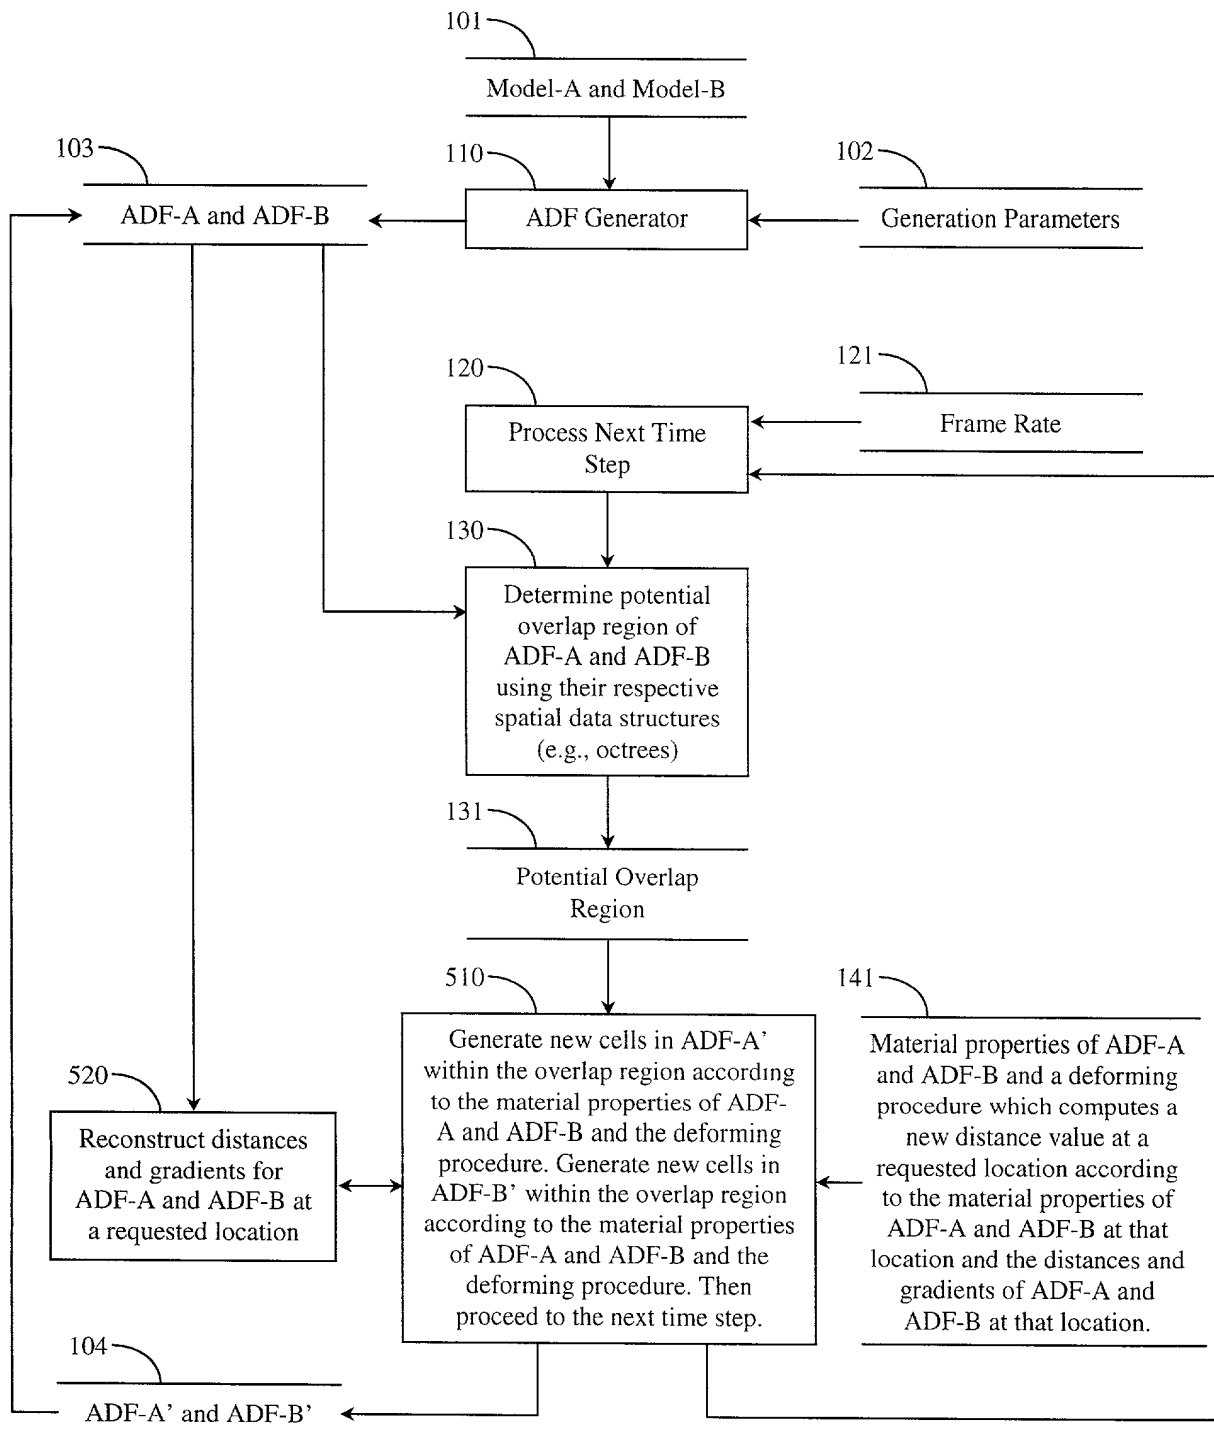 101
Model-A and Model-B
103
ADF-A and ADF-B
110
ADF Generator
102
Generation Parameters
120
Process Next Time
Step
121
Frame Rate
130
Determine potential
overlap region of
ADF-A and ADF-B
using their respective
spatial data structures
(e.g., octrees)
131
Potential Overlap
Region
510
Generate new cells in ADF-A'
within the overlap region according
to the material properties of ADF-
A and ADF-B and the deforming
procedure. Generate new cells in
ADF-B' within the overlap region
according to the material properties
of ADF-A and ADF-B and the
deforming procedure. Then
proceed to the next time step.
141
Material properties of ADF-A
and ADF-B and a deforming
procedure which computes a
new distance value at a
requested location according
to the material properties of
ADF-A and ADF-B at that
location and the distances and
gradients of ADF-A and
ADF-B at that location.
520
Reconstruct distances
and gradients for
ADF-A and ADF-B at
a requested location
104
ADF-A' and ADF-B'